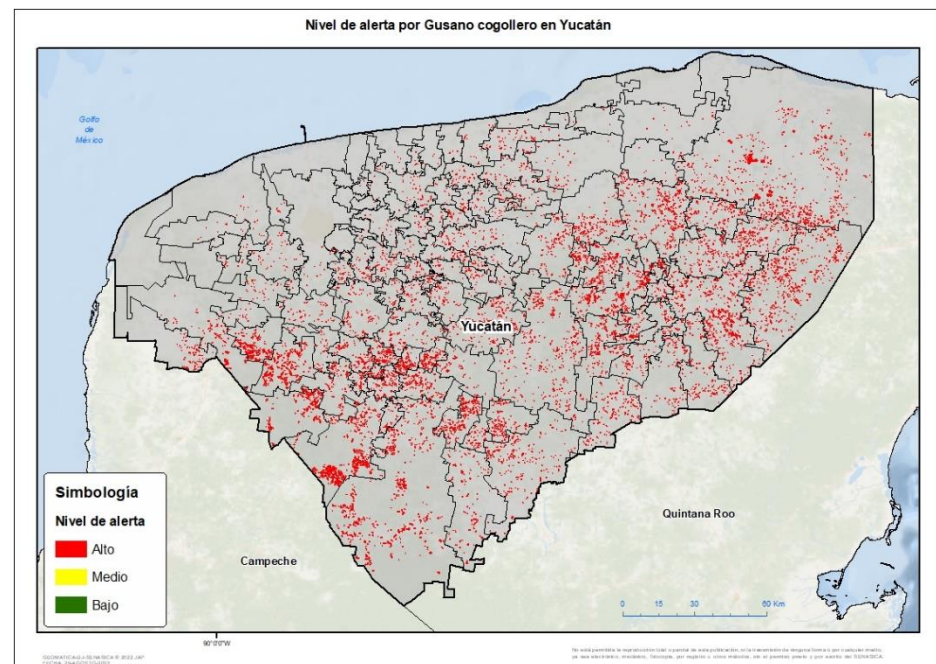 Nivel de alerta por Gusano cogollero en Yucatán
Golfo
de
México
Yucatán
Quintana Roo
Campeche
Simbología
Nivel de alerta
Alto
Medio
Bajo
0 15 30 60 Km
90°0'0"W